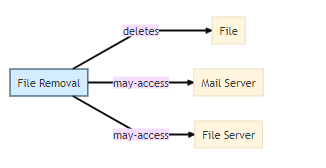 deletes
File
File Removal
may-access
Mail Server
may-access
File Server